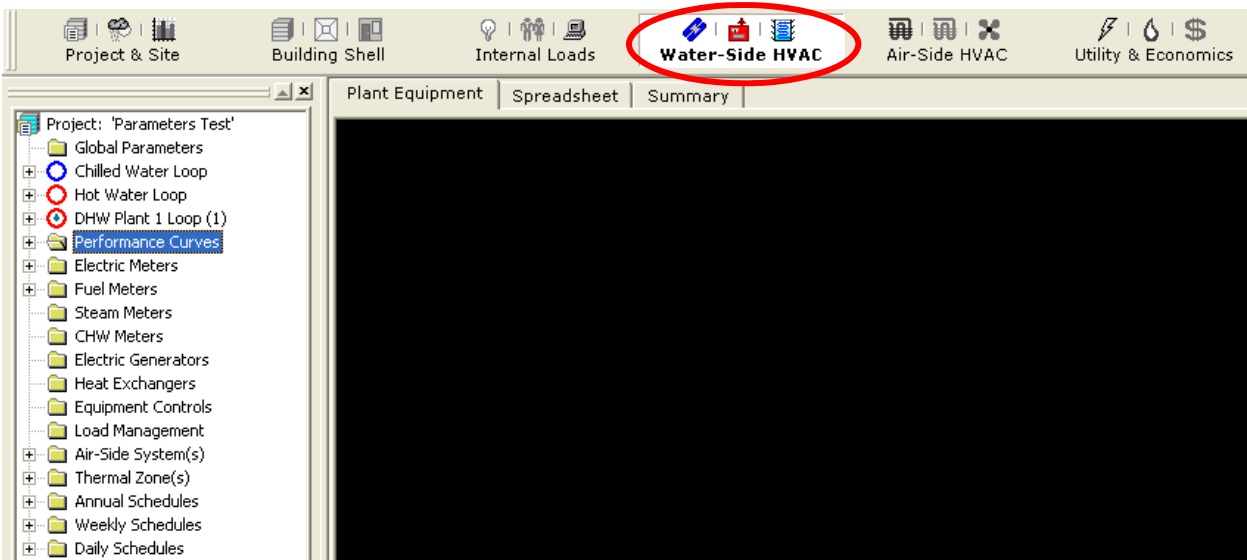 Project & Site Building Shell Internal Loads Water-Side HVAC Air-Side HVAC Utility & Economics
Plant Equipment Spreadsheet Summary
Project: 'Parameters Test'
Global Parameters
Chilled Water Loop
Hot Water Loop
DHW Plant 1 Loop (1)
Performance Curves
Electric Meters
Fuel Meters
Steam Meters
CHW Meters
Electric Generators
Heat Exchangers
Equipment Controls
Load Management
Air-Side System(s)
Thermal Zone(s)
Annual Schedules
Weekly Schedules
Daily Schedules